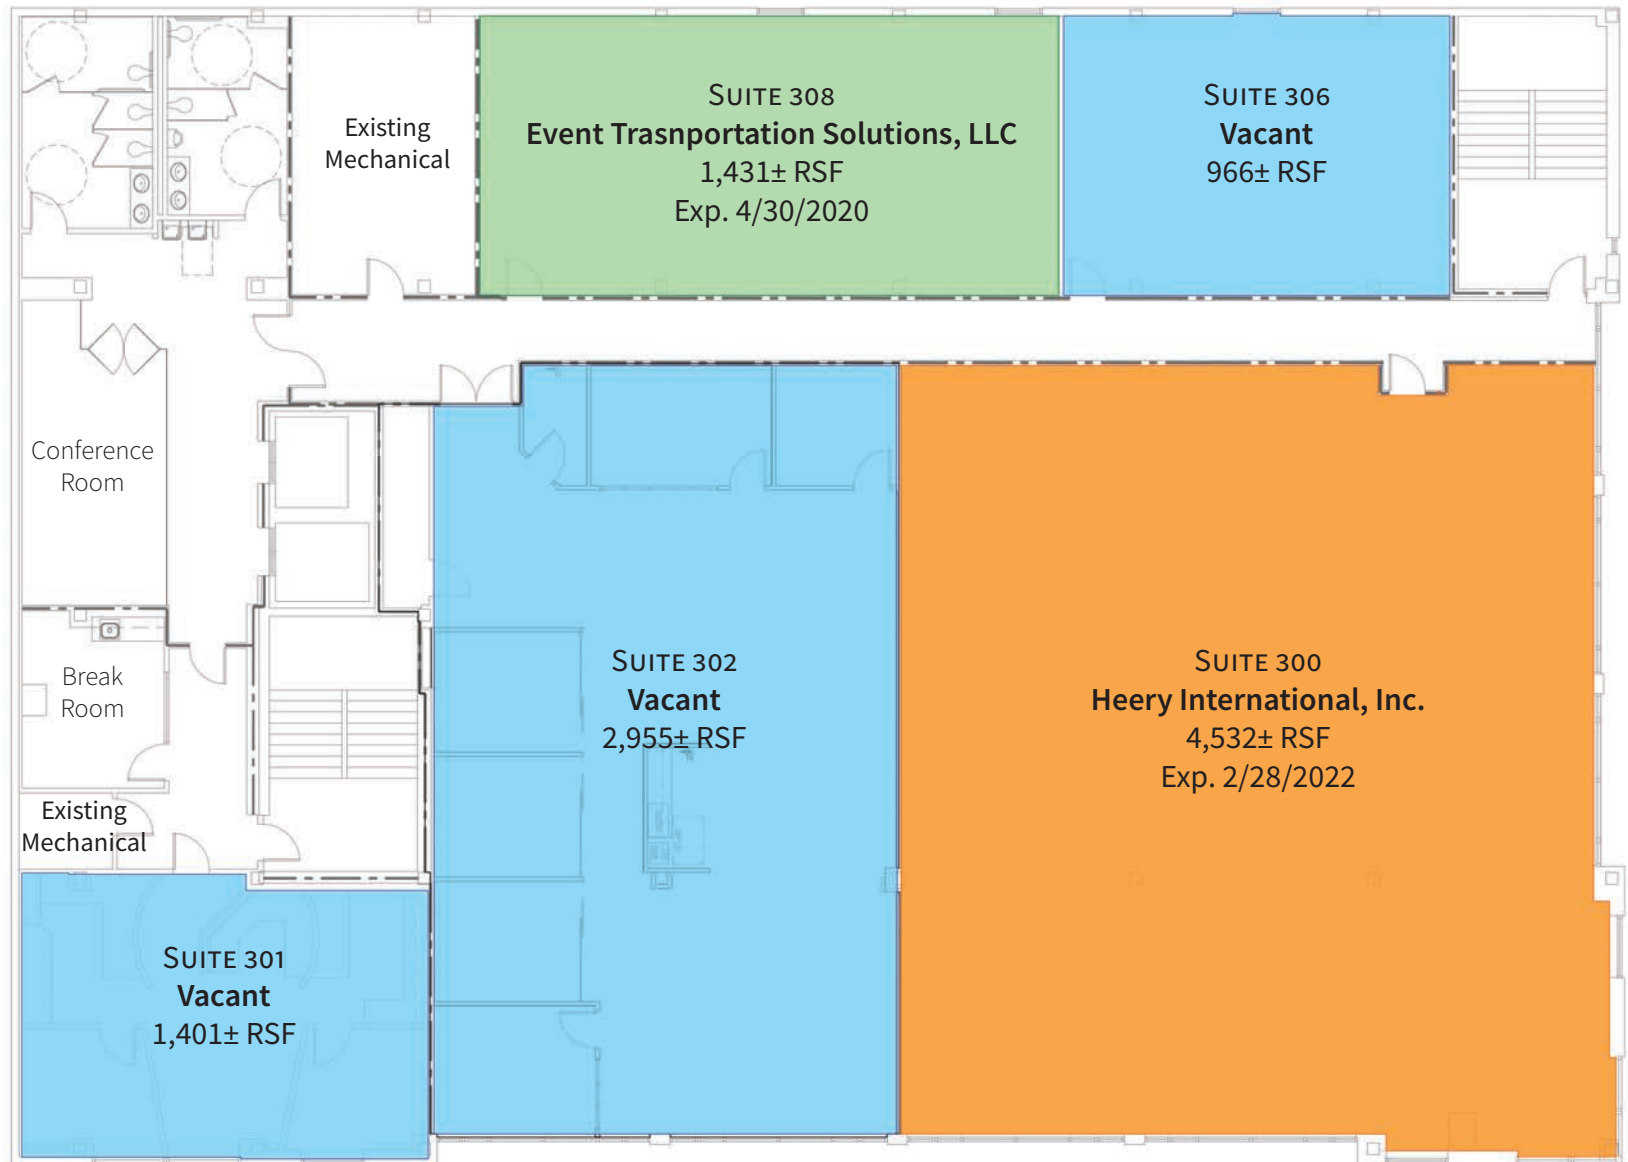 SUITE 308
Event Trasnportation Solutions, LLC
1,431± RSF
Exp. 4/30/2020
SUITE 306
Vacant
966± RSF
Existing
Mechanical
Conference
Room
Break
Room
Existing
Mechanical
SUITE 302
Vacant
2,955± RSF
SUITE 300
Heery International, Inc.
4,532± RSF
Exp. 2/28/2022
SUITE 301
Vacant
1,401± RSF